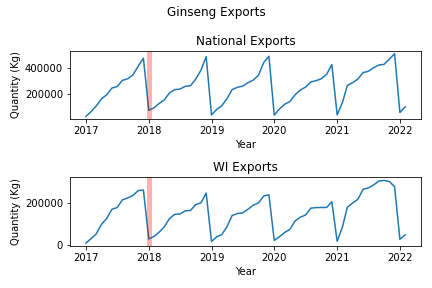 Ginseng Exports
National Exports
Quantity (Kg)
400000
200000
2017 2018 2019 2020 2021 2022
Year
WI Exports
Quantity (Kg)
200000
0
2017 2018 2019 2020 2021 2022
Year